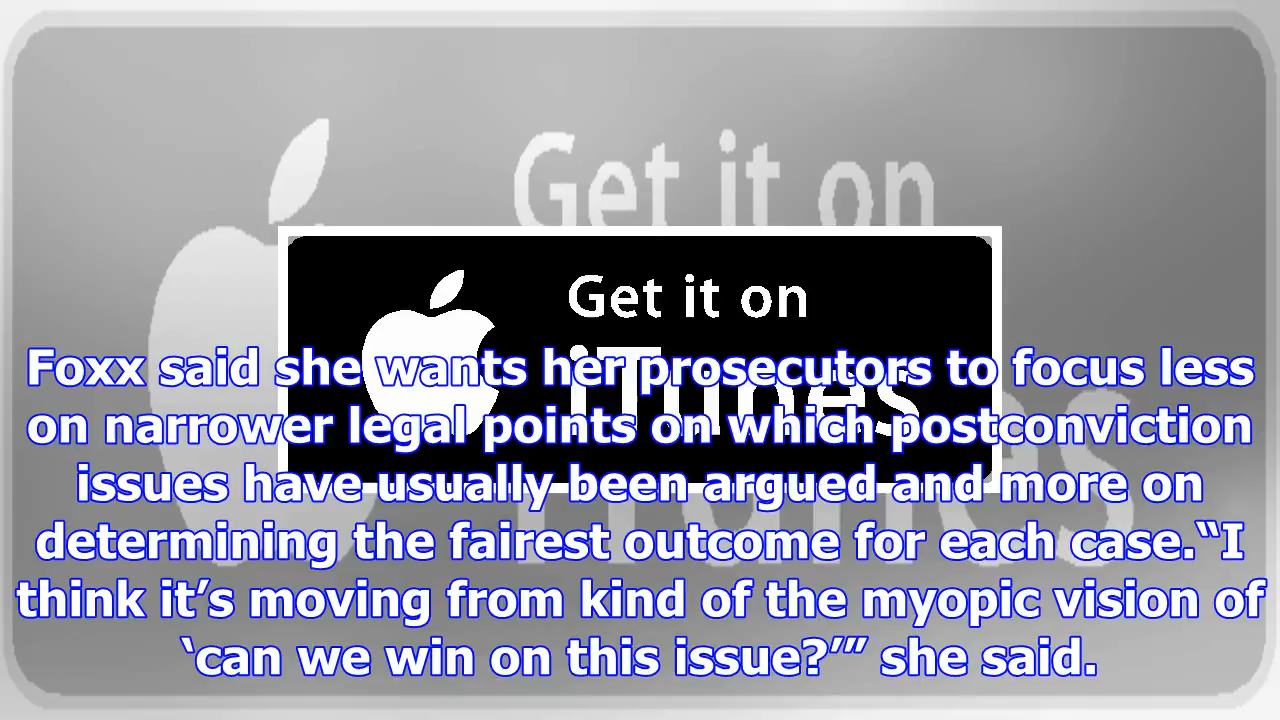 Get it on
Get it on
iTunes
iTunes
Foxx said she wants her prosecutors to focus less
on narrower legal points on which postconviction
issues have usually been argued and more on
determining the fairest outcome for each case.“I
think it’s moving from kind of the myopic vision of
‘can we win on this issue?’” she said.